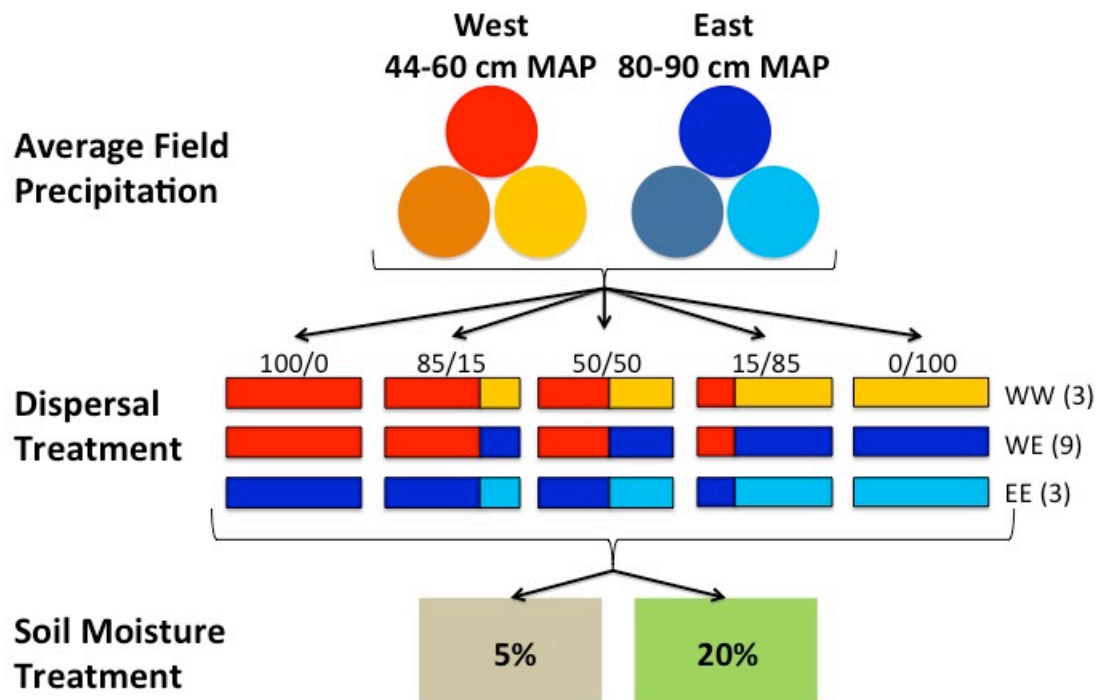 West
44-60 cm MAP
East
80-90 cm MAP
Average Field
Precipitation
100/0
85/15
50/50
15/85
0/100
Dispersal
Treatment
WW (3)
WE (9)
EE (3)
Soil Moisture
Treatment
5%
20%